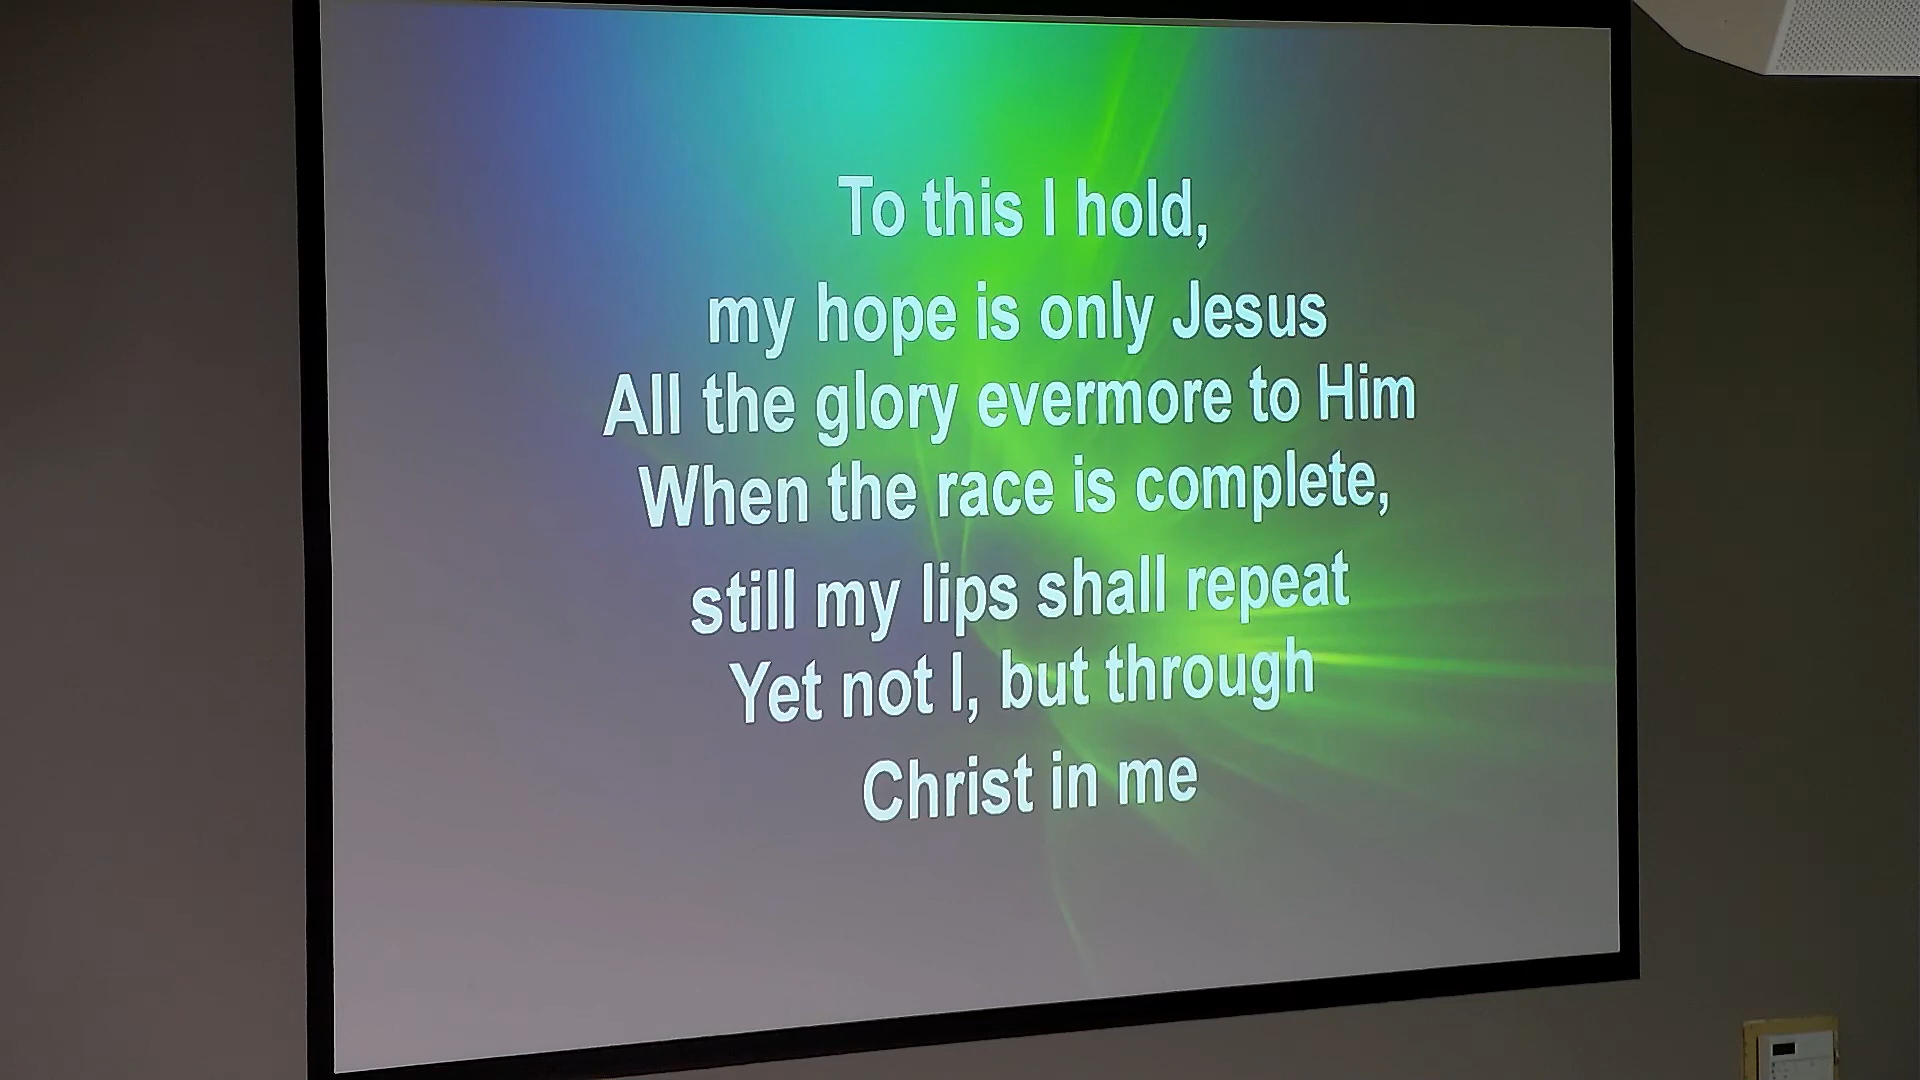 To this I hold,
my hope is only Jesus
All the glory evermore to Him
When the race is complete,
still my lips shall repeat
Yet not I, but through
Christ in me